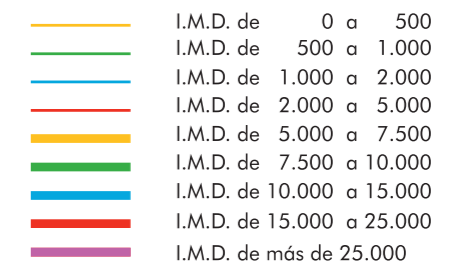 I.M.D. de 0 a 500
I.M.D. de 500 a 1.000
I.M.D. de 1.000 a 2.000
I.M.D. de 2.000 a 5.000
I.M.D. de 5.000 a 7.500
I.M.D. de 7.500 a 10.000
I.M.D. de 10.000 a 15.000
I.M.D. de 15.000 a 25.000
I.M.D. de más de 25.000